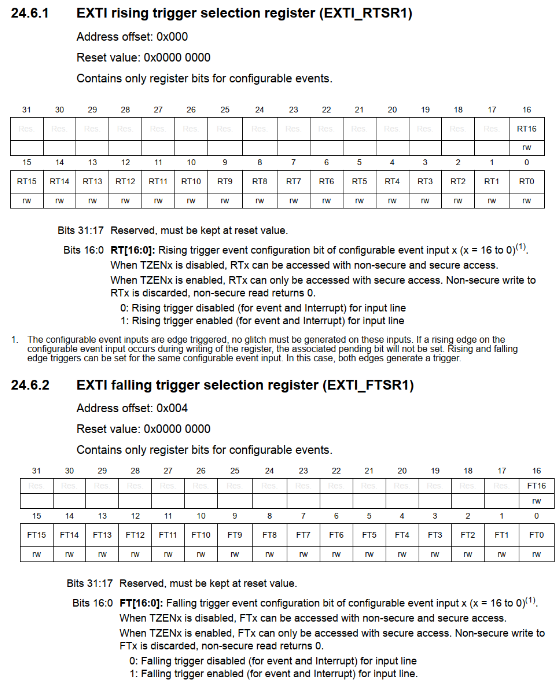 24.6.1 EXTI rising trigger selection register (EXTI_RTSR1)
Address offset: 0x000
Reset value: 0x0000 0000
Contains only register bits for configurable events.
31 30 29 28 27 26 25 24 23 22 21 20 19 18 17 16
Res. Res. Res. Res. Res. Res. Res. Res. Res. Res. Res. Res. Res. Res. Res. RT16
rw
15 14 13 12 11 10 9 8 7 6 5 4 3 2 1 0
RT15 RT14 RT13 RT12 RT11 RT10 RT9 RT8 RT7 RT6 RT5 RT4 RT3 RT2 RT1 RT0
rw rw rw rw rw rw rw rw rw rw rw rw rw rw rw rw
Bits 31:17 Reserved, must be kept at reset value.
Bits 16:0 RT[16:0]: Rising trigger event configuration bit of configurable event input x (x = 16 to 0)(1).
When TZENx is disabled, RTx can be accessed with non-secure and secure access.
When TZENx is enabled, RTx can only be accessed with secure access. Non-secure write to
RTx is discarded, non-secure read returns 0.
0: Rising trigger disabled (for event and Interrupt) for input line
1: Rising trigger enabled (for event and Interrupt) for input line
1. The configurable event inputs are edge triggered, no glitch must be generated on these inputs. If a rising edge on the
configurable event input occurs during writing of the register, the associated pending bit will not be set. Rising and falling
edge triggers can be set for the same configurable event input. In this case, both edges generate a trigger.
24.6.2 EXTI falling trigger selection register (EXTI_FTSR1)
Address offset: 0x004
Reset value: 0x0000 0000
Contains only register bits for configurable events.
31 30 29 28 27 26 25 24 23 22 21 20 19 18 17 16
Res. Res. Res. Res. Res. Res. Res. Res. Res. Res. Res. Res. Res. Res. Res. FT16
rw
15 14 13 12 11 10 9 8 7 6 5 4 3 2 1 0
FT15 FT14 FT13 FT12 FT11 FT10 FT9 FT8 FT7 FT6 FT5 FT4 FT3 FT2 FT1 FT0
rw rw rw rw rw rw rw rw rw rw rw rw rw rw rw rw
Bits 31:17 Reserved, must be kept at reset value.
Bits 16:0 FT[16:0]: Falling trigger event configuration bit of configurable event input x (x = 16 to 0)(1).
When TZENx is disabled, FTx can be accessed with non-secure and secure access.
When TZENx is enabled, FTx can only be accessed with secure access. Non-secure write to
FTx is discarded, non-secure read returns 0.
0: Falling trigger disabled (for event and Interrupt) for input line
1: Falling trigger enabled (for event and Interrupt) for input line.